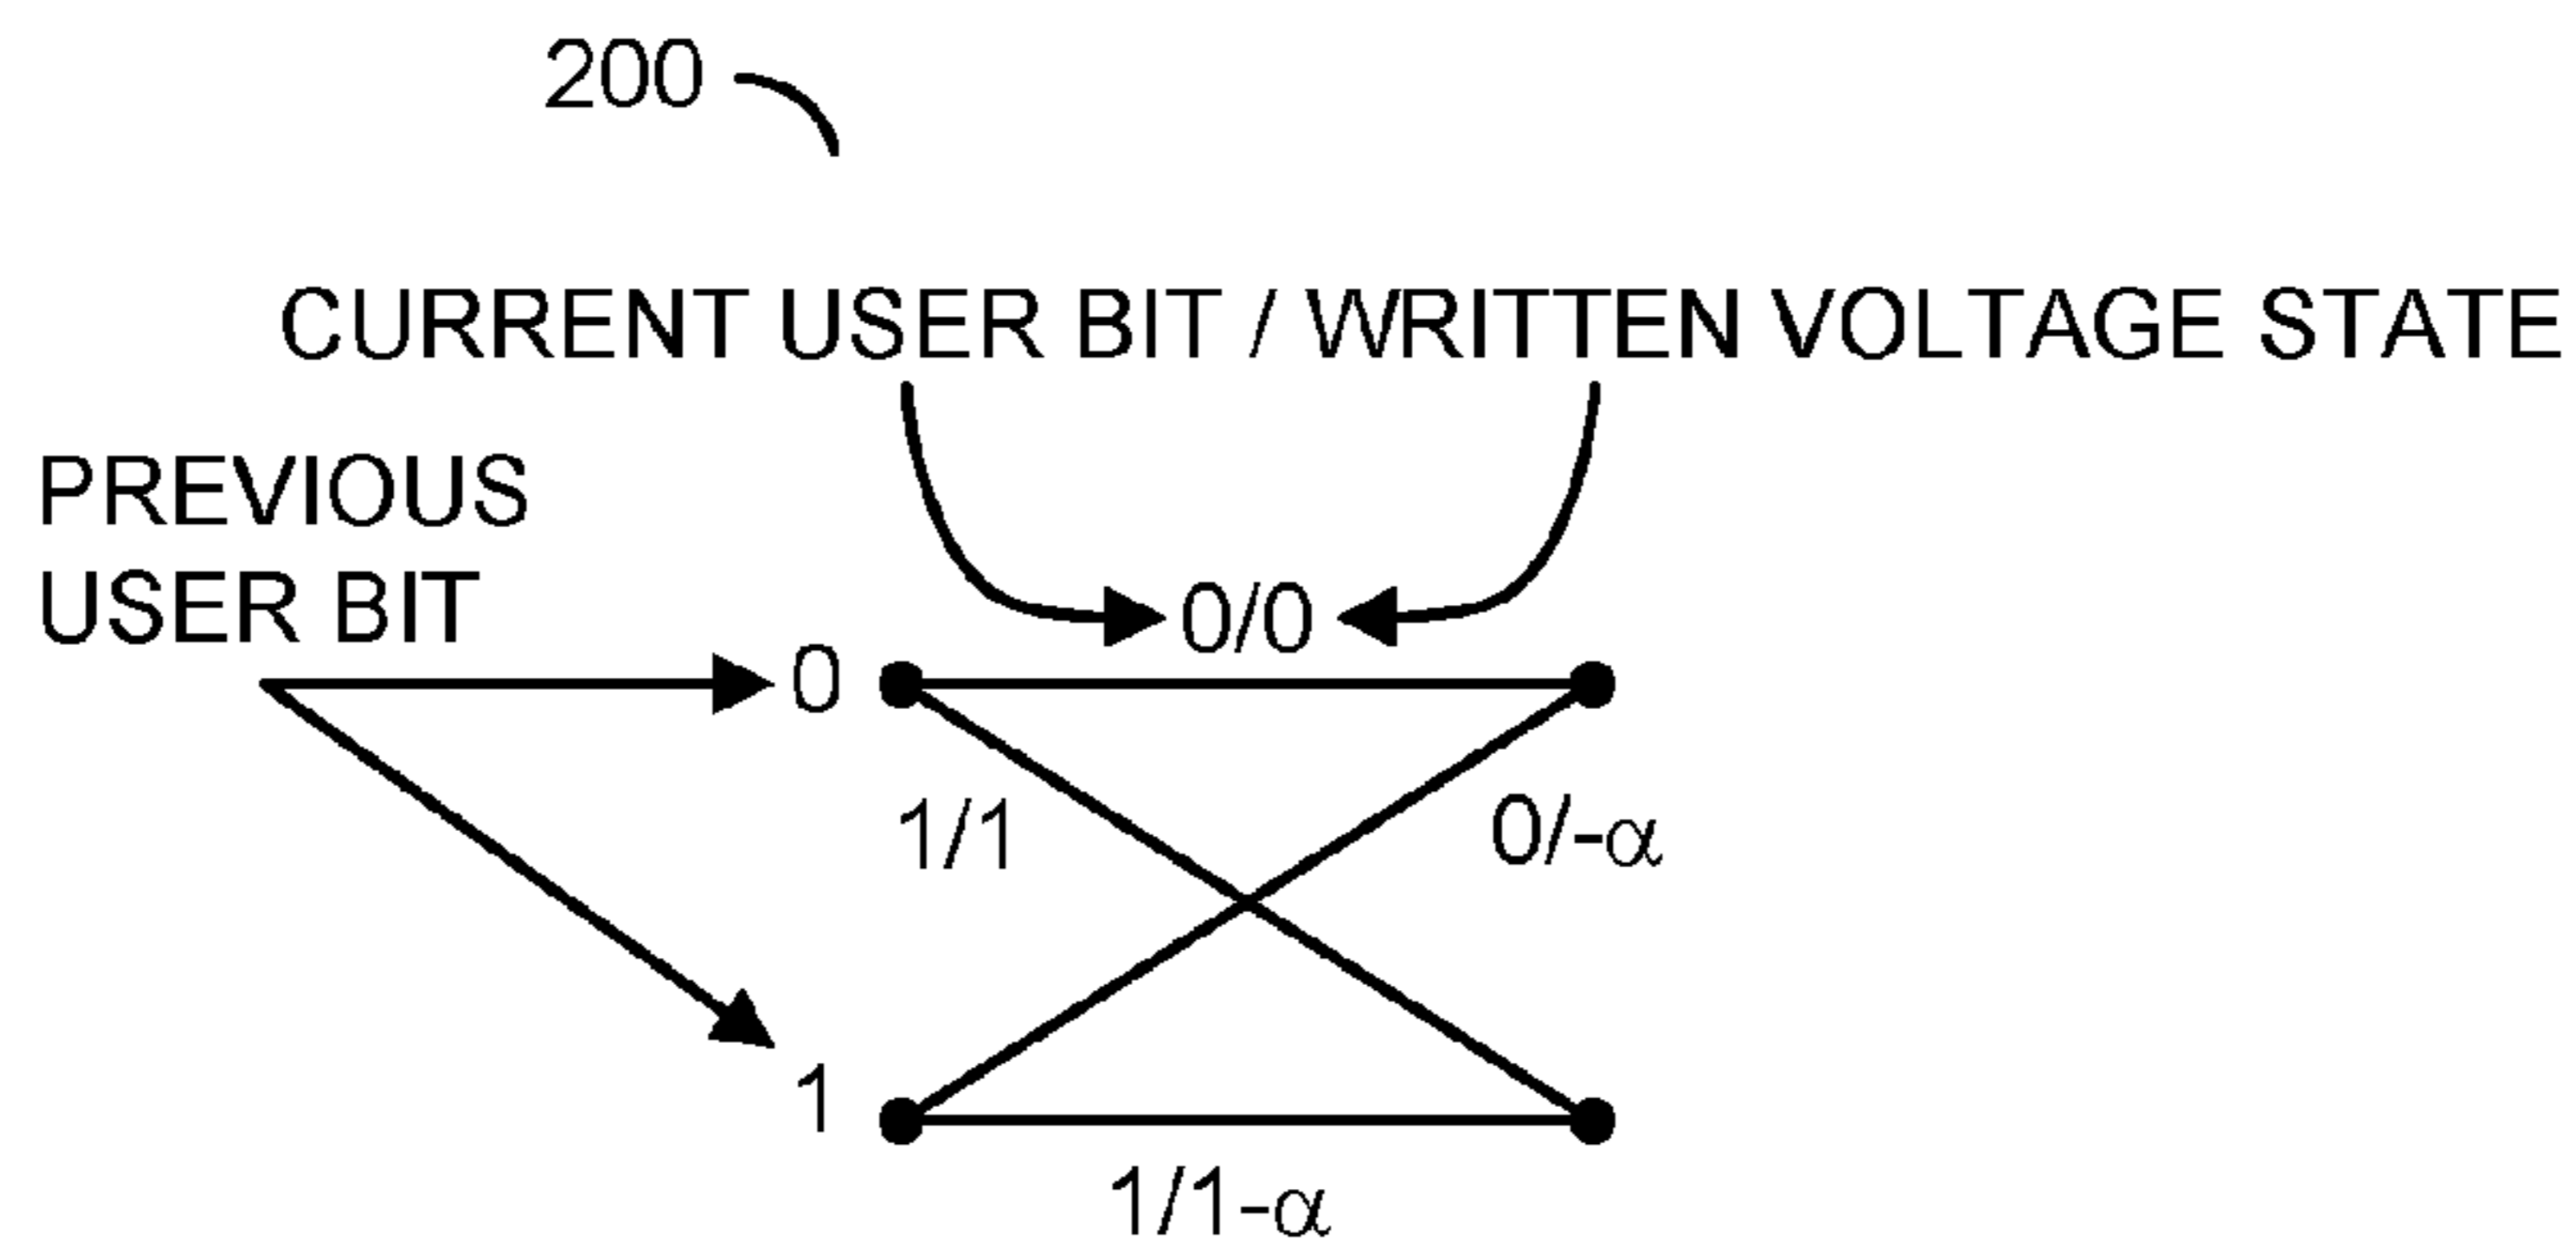 200
CURRENT USER BIT / WRITTEN VOLTAGE STATE
PREVIOUS
USER BIT
0/0
0
1/1
0/-α
1
1/1-α